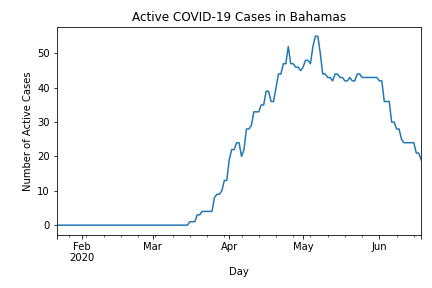 Active COVID-19 Cases in Bahamas
Number of Active Cases
50
40
30
20
10
0
Feb Mar Apr May Jun
2020
Day